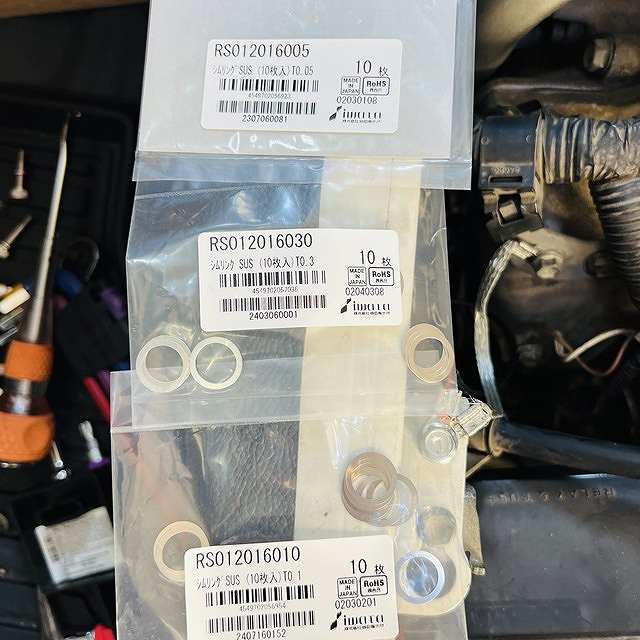 RS012016005
シムリング SUS (10枚入)T0.05
10 枚
MADE IN JAPAN
RoHS
4549702056933
2307060081
02030108
iwata
RS012016030
シムリング SUS (10枚入)T0.3
10 枚
MADE IN JAPAN
RoHS
4549702057038
2403060001
02040308
iwata
RS012016010
シムリング SUS (10枚入)T0.1
10 枚
MADE IN JAPAN
RoHS
4549702056964
2407160152
02030201
iwata